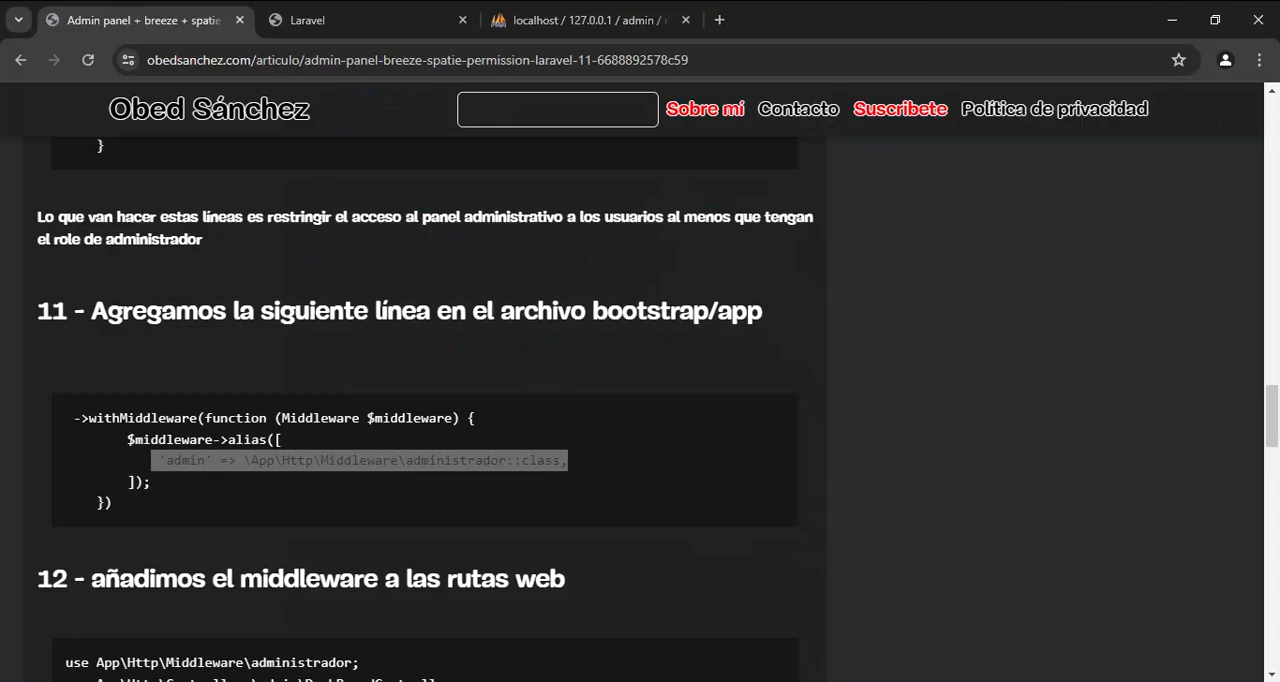 Admin panel + breeze + spatie
Laravel
localhost / 127.0.0.1 / admin /
obedsanchez.com/articulo/admin-panel-breeze-spatie-permission-laravel-11-6688892578c59
Obed Sánchez
Sobre mí
Contacto
Suscríbete
Política de privacidad
}
Lo que van hacer estas líneas es restringir el acceso al panel administrativo a los usuarios al menos que tengan
el role de administrador
11 - Agregamos la siguiente línea en el archivo bootstrap/app
->withMiddleware(function (Middleware $middleware) {
$middleware->alias([
'admin' => \App\Http\Middleware\administrador::class,
]);
})
12 - añadimos el middleware a las rutas web
use App\Http\Middleware\administrador;